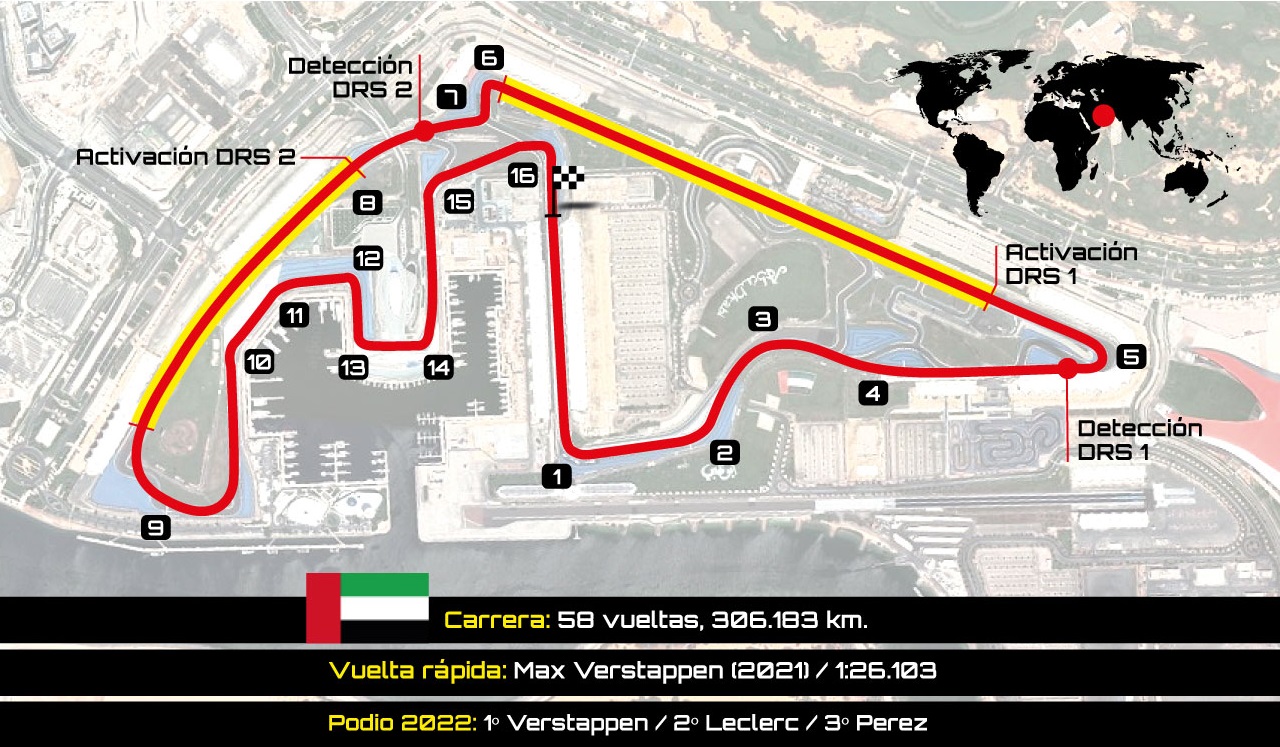 Detección
DRS 2
6
7
Activación DRS 2
16
8
15
12
Activación
DRS 1
Abu Dhabi
11
3
5
10
13
14
4
Detección
DRS 1
2
1
9
Carrera: 58 vueltas, 306.183 km.
Vuelta rápida: Max Verstappen (2021) / 1:26.103
Podio 2022: 1º Verstappen / 2º Leclerc / 3º Perez